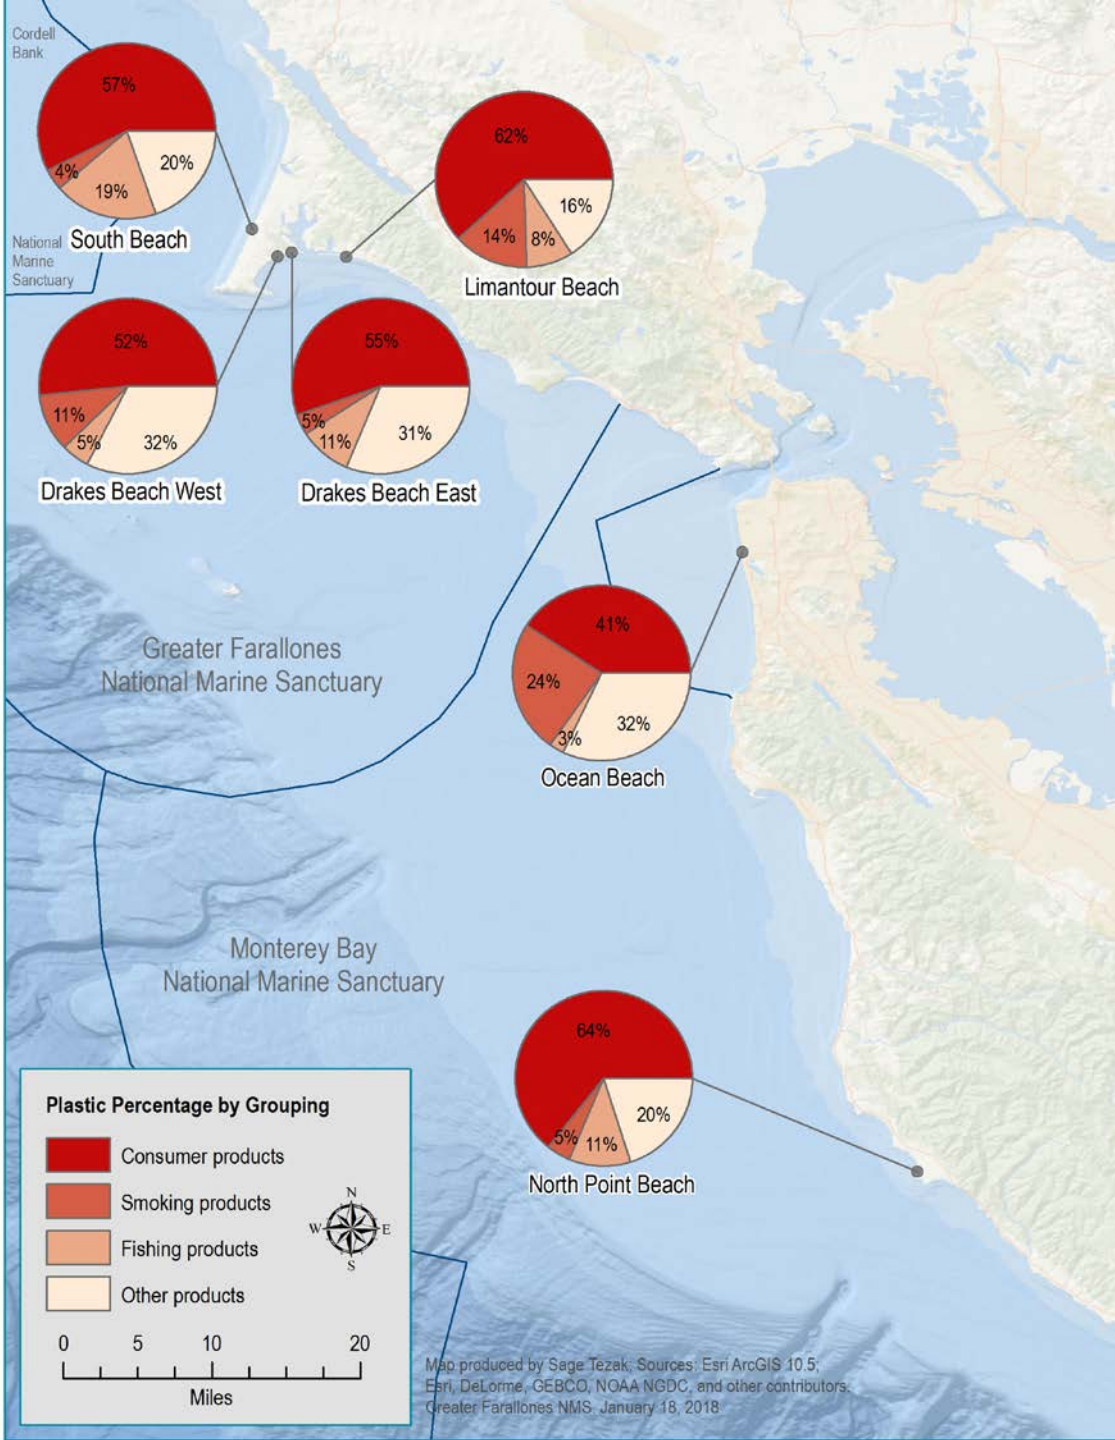 Cordell
Bank
57%
4%
19%
20%
South Beach
62%
14%
8%
16%
Limantour Beach
National
Marine
Sanctuary
52%
11%
5%
32%
Drakes Beach West
55%
5%
11%
31%
Drakes Beach East
Greater Farallones
National Marine Sanctuary
41%
24%
3%
32%
Ocean Beach
Monterey Bay
National Marine Sanctuary
64%
5%
11%
20%
North Point Beach
Plastic Percentage by Grouping
Consumer products
Smoking products
Fishing products
Other products
N
W
E
S
0 5 10 20
Miles
Map produced by Sage Tezak; Sources: Esri ArcGIS 10.5;
Esri, DeLorme, GEBCO, NOAA NGDC, and other contributors.
Greater Farallones NMS January 18, 2018